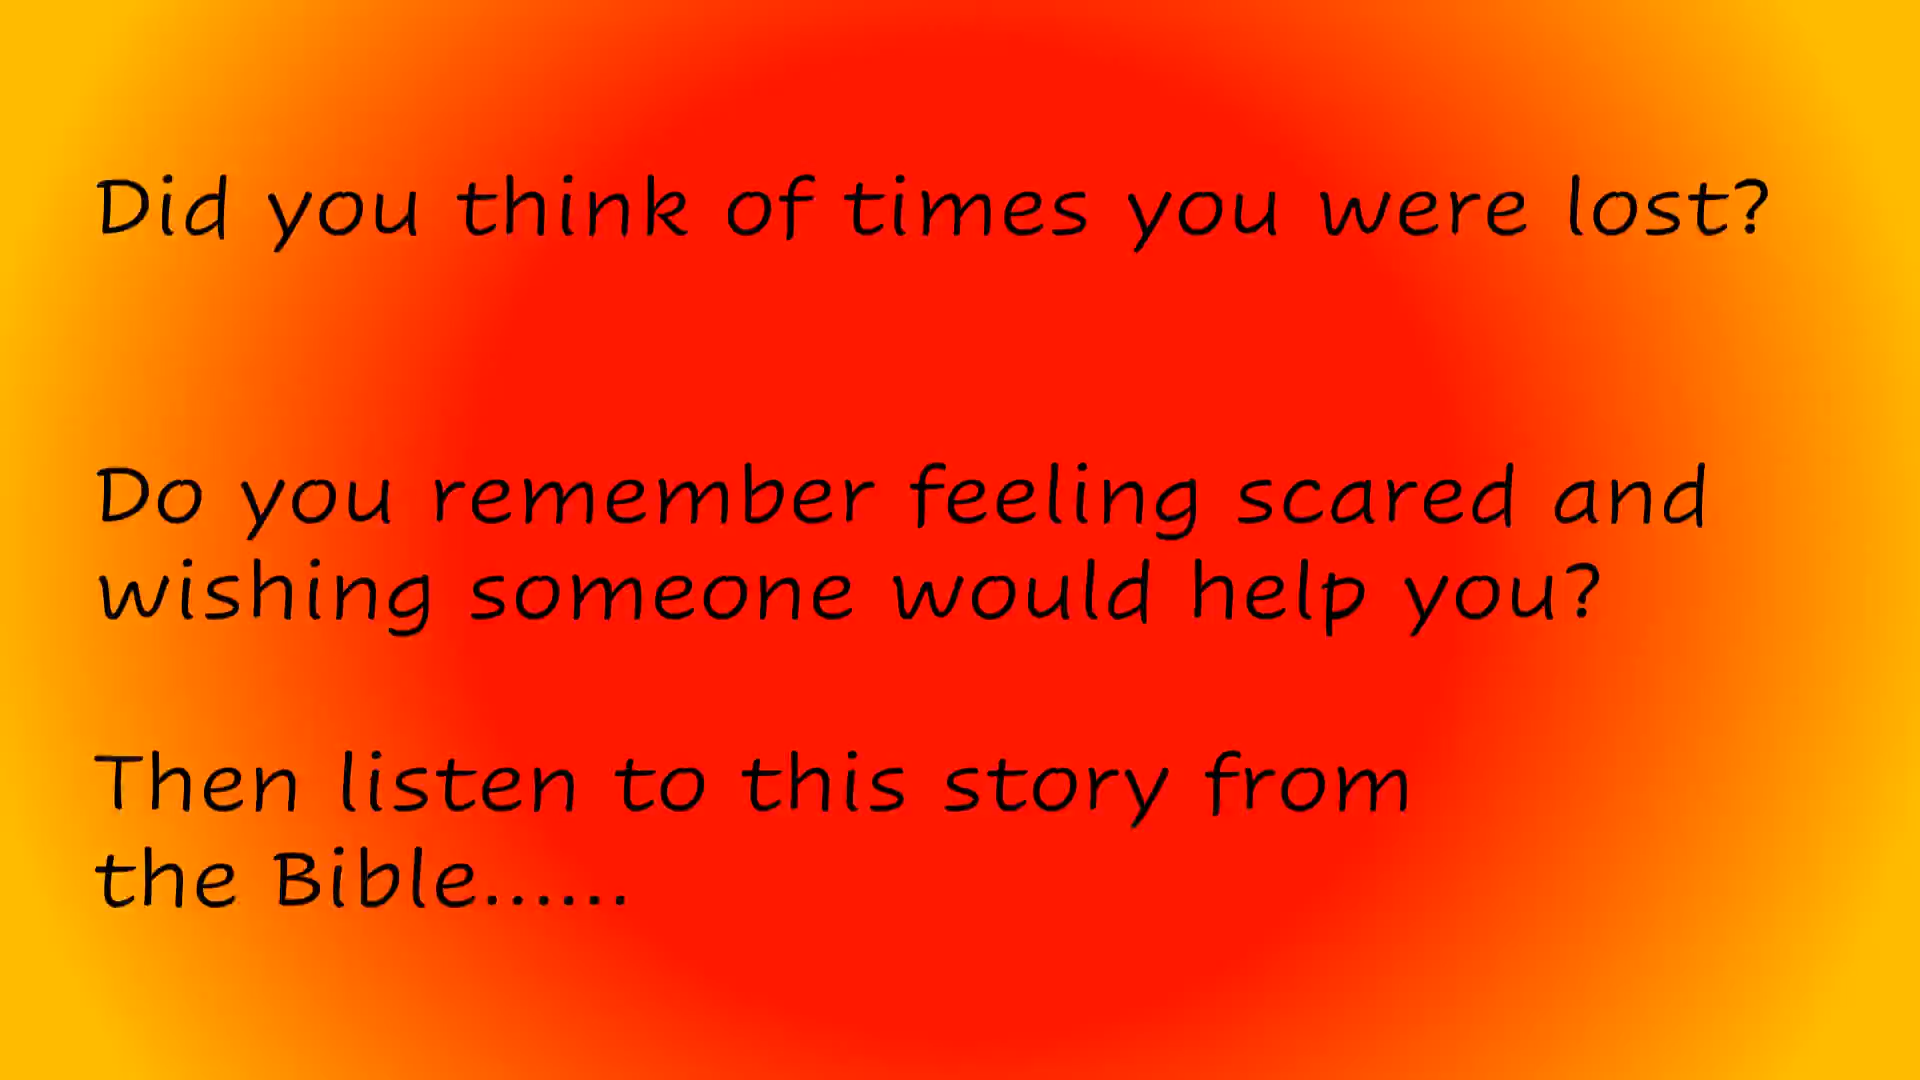 Did you think of times you were lost?
Do you remember feeling scared and
wishing someone would help you?
Then listen to this story from
the Bible......